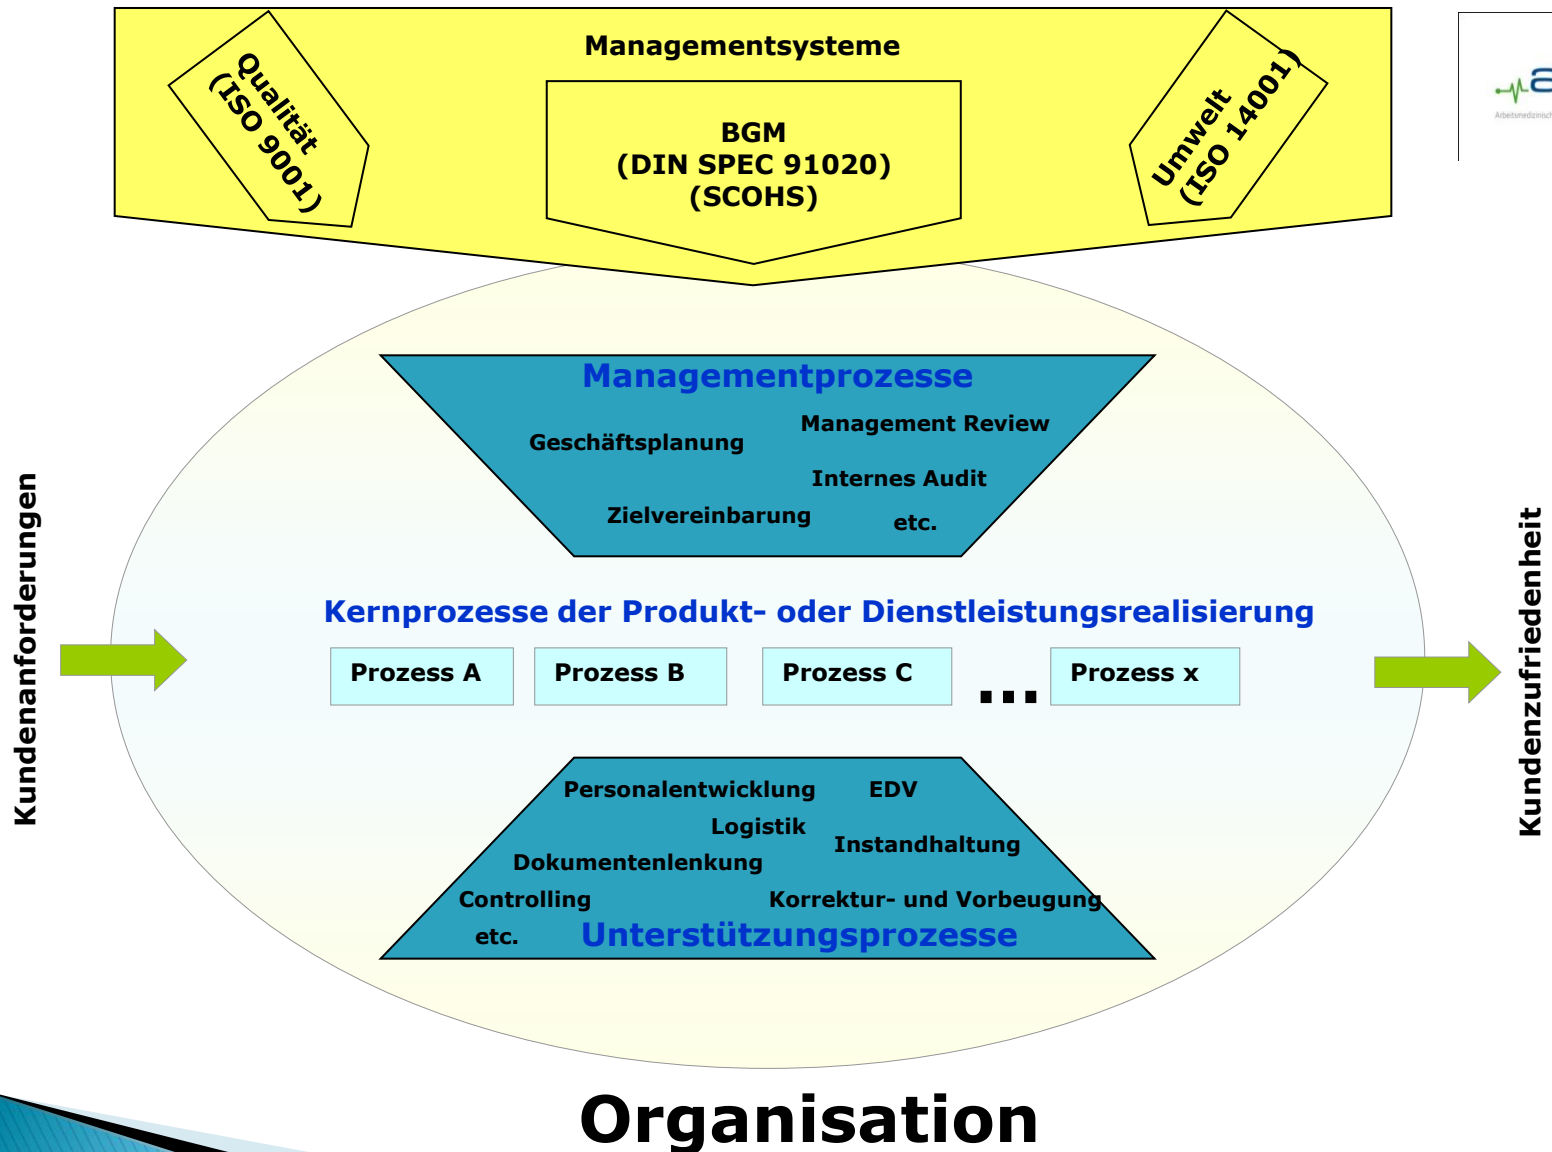 Managementsysteme
Qualität
(ISO 9001)
BGM
(DIN SPEC 91020)
(SCOHS)
Umwelt
(ISO 14001)
Managementprozesse
Management Review
Geschäftsplanung
Internes Audit
Zielvereinbarung
etc.
Kundenanforderungen
Kernprozesse der Produkt- oder Dienstleistungsrealisierung
Prozess A
Prozess B
Prozess C
...
Prozess x
Kundenzufriedenheit
Personalentwicklung
EDV
Logistik
Instandhaltung
Dokumentenlenkung
Controlling
Korrektur- und Vorbeugung
etc.
Unterstützungsprozesse
Organisation